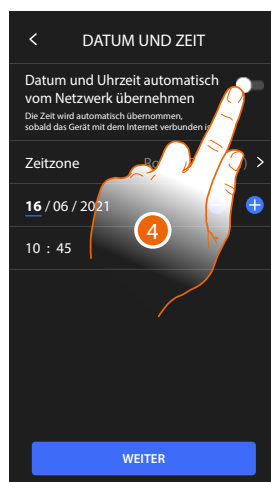 DATUM UND ZEIT
Datum und Uhrzeit automatisch
vom Netzwerk übernehmen
Die Zeit wird automatisch übernommen,
sobald das Gerät mit dem Internet verbunden
Zeitzone
16 / 06 / 2021
10 : 45
4
WEITER